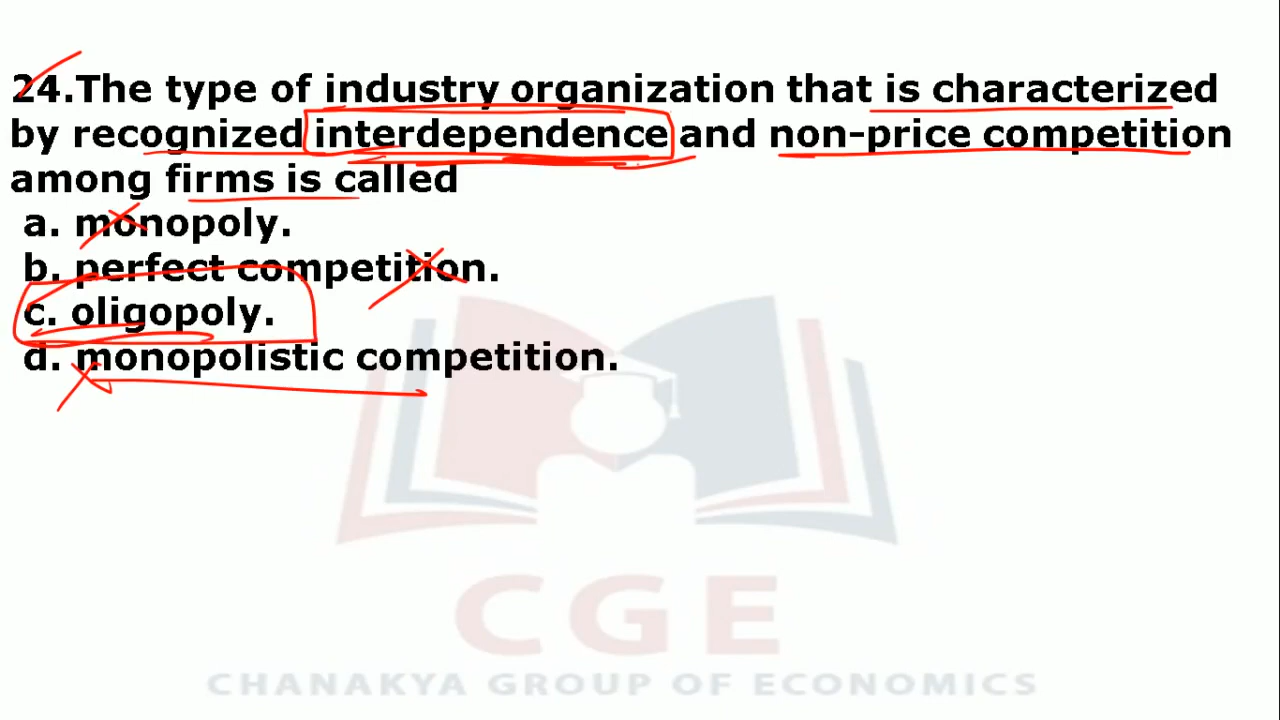 24.The type of industry organization that is characterized
by recognized interdependence and non-price competition
among firms is called
a. monopoly.
b. perfect competition.
c. oligopoly.
d. monopolistic competition.
CGE
CHANAKYA GROUP OF ECONOMICS